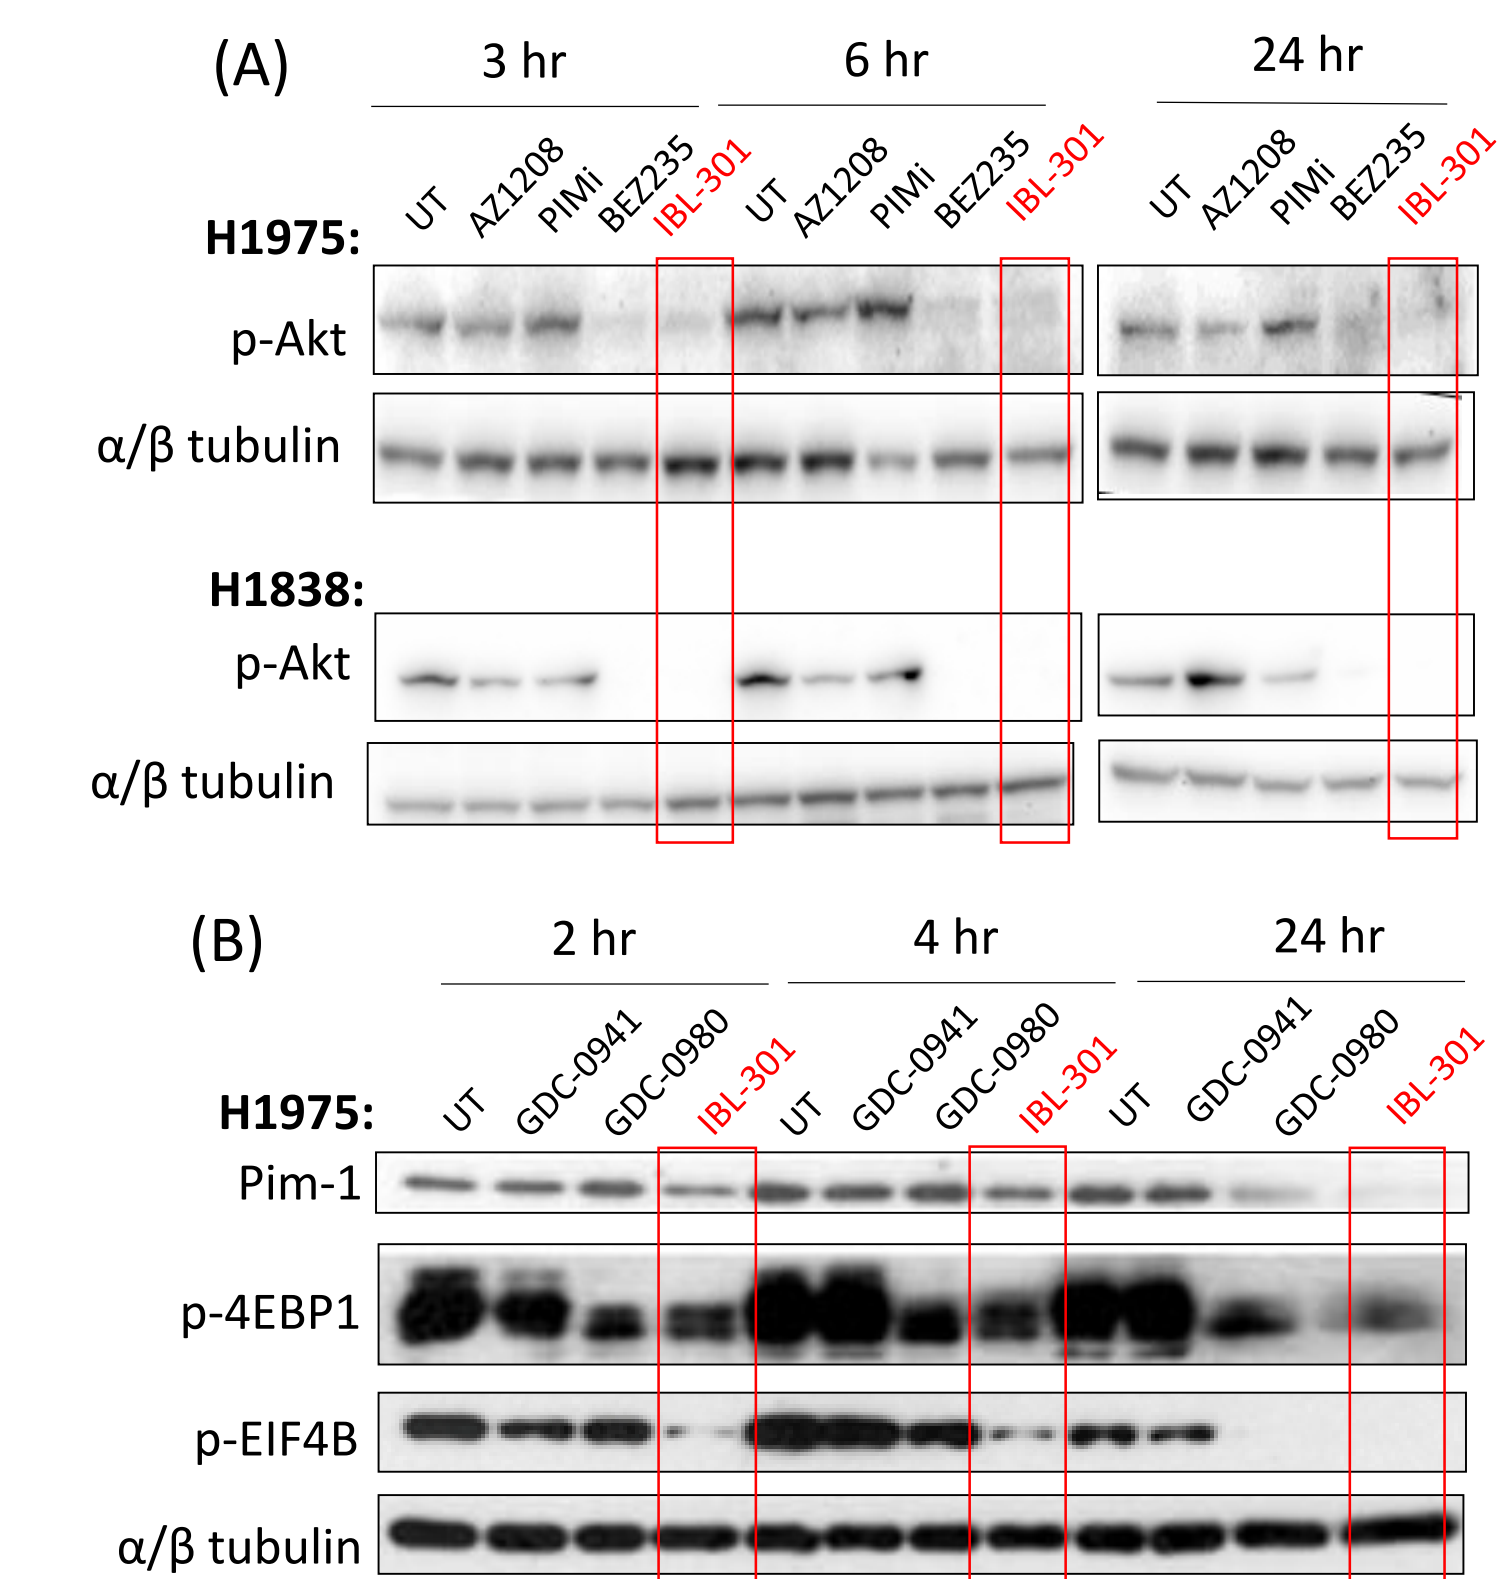 (A)
3 hr 6 hr 24 hr
UT AZ1208 PIMi BEZ235 IBL-301 UT AZ1208 PIMi BEZ235 IBL-301 UT AZ1208 PIMi BEZ235 IBL-301
H1975:
p-Akt
α/β tubulin
H1838:
p-Akt
α/β tubulin
(B)
2 hr 4 hr 24 hr
UT GDC-0941 GDC-0980 IBL-301 UT GDC-0941 GDC-0980 IBL-301 UT GDC-0941 GDC-0980 IBL-301
H1975:
Pim-1
p-4EBP1
p-EIF4B
α/β tubulin